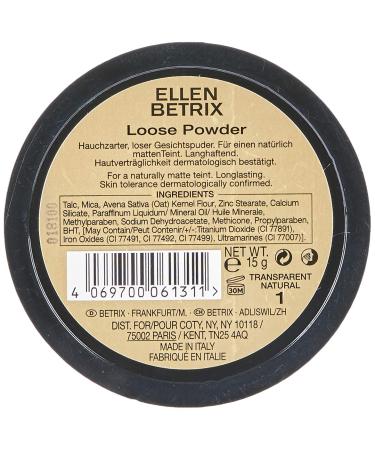 ELLEN
BETRIX
Loose Powder
Hauchzarter, loser Gesichtspuder. Für einen natürlich
mattenTeint. Langhaftend.
Hautverträglichkeit dermatologisch bestätigt.
For a naturally matte teint. Longlasting.
Skin tolerance dermatologically confirmed.
INGREDIENTS
Talc, Mica, Avena Sativa (Oat) Kernel Flour, Zinc Stearate, Calcium
Silicate, Paraffinum Liquidum/ Mineral Oil/ Huile Minerale,
Methylparaben, Sodium Dehydroacetate, Methicone, Propylparaben,
BHT, [May Contain/Peut Contenir/+/-:Titanium Dioxide (CI 77891),
Iron Oxides (CI 77491, CI 77492, CI 77499), Ultramarines (CI 77007)].
018100
4 069700 061311
NET WT.
℮ 15 g
30M
TRANSPARENT
NATURAL
1
D BETRIX · FRANKFURT/M. CH BETRIX · ADLISWIL/ZH
DIST. FOR/POUR COTY, NY, NY 10118 /
75002 PARIS / KENT, TN25 4AQ
MADE IN ITALY
FABRIQUÉ EN ITALIE